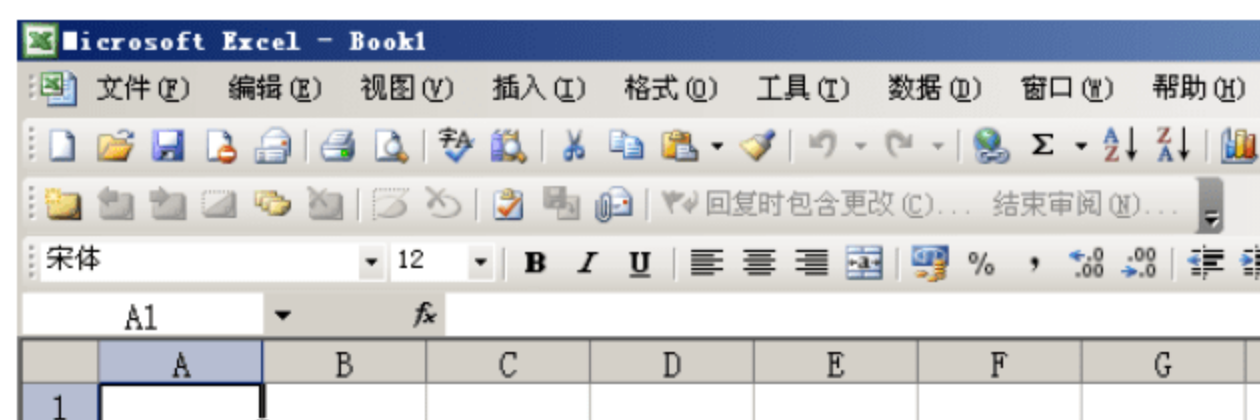 Microsoft Excel - Book1
文件(F) 编辑(E) 视图(V) 插入(I) 格式(O) 工具(T) 数据(D) 窗口(W) 帮助(H)
回复时包含更改(C)... 结束审阅(N)...
宋体 12 B I U % ,
A1 fx
A B C D E F G
1